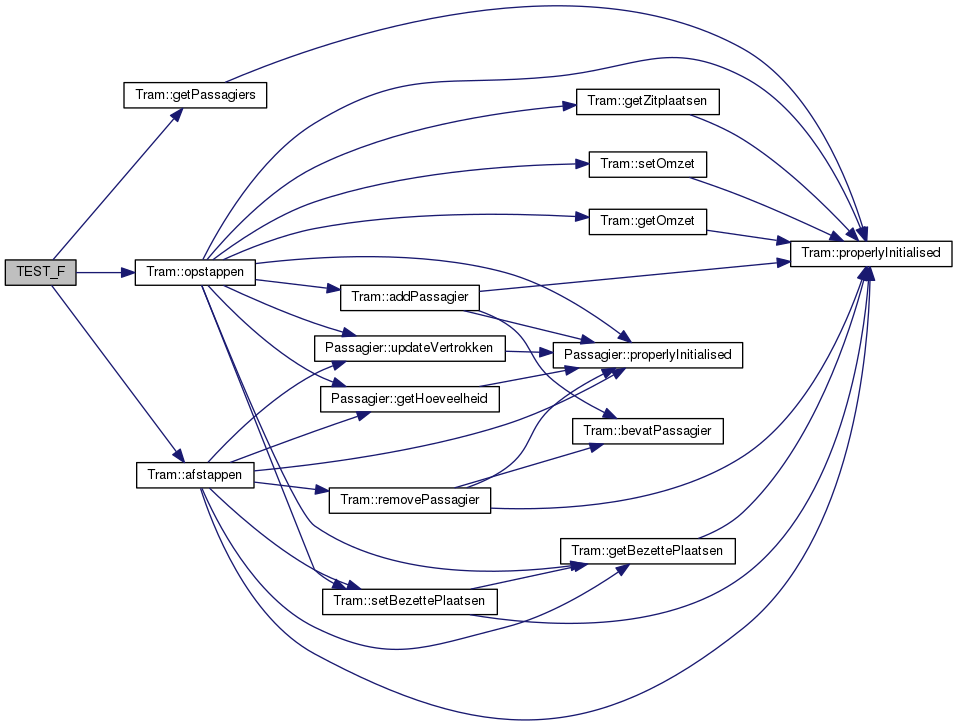 Tram::getPassagiers
Tram::getZitplaatsen
Tram::setOmzet
Tram::getOmzet
Tram::properlyInitialised
TEST_F
Tram::opstappen
Tram::addPassagier
Passagier::updateVertrokken
Passagier::properlyInitialised
Passagier::getHoeveelheid
Tram::bevatPassagier
Tram::afstappen
Tram::removePassagier
Tram::getBezettePlaatsen
Tram::setBezettePlaatsen